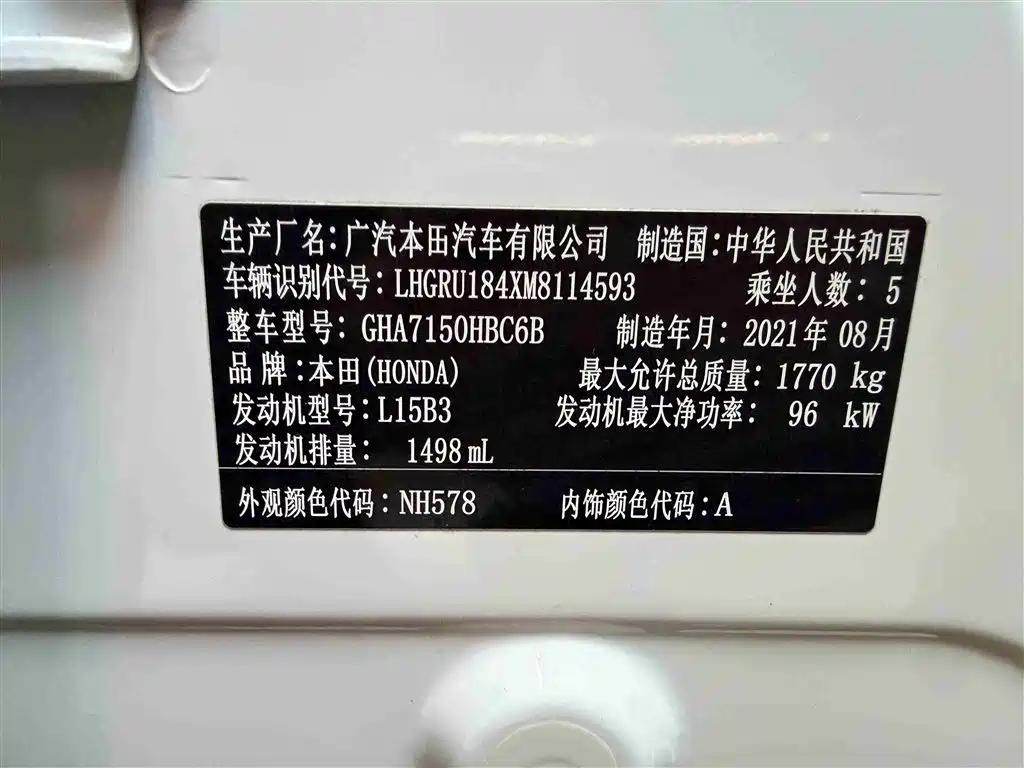 生产厂名：广汽本田汽车有限公司 制造国：中华人民共和国
车辆识别代号：LHGRU184XM8114593 乘坐人数：5
整车型号：GHA7150HBC6B 制造年月：2021年08月
品牌：本田(HONDA) 最大允许总质量：1770 kg
发动机型号：L15B3 发动机最大净功率：96 kW
发动机排量：1498 mL
外观颜色代码：NH578 内饰颜色代码：A